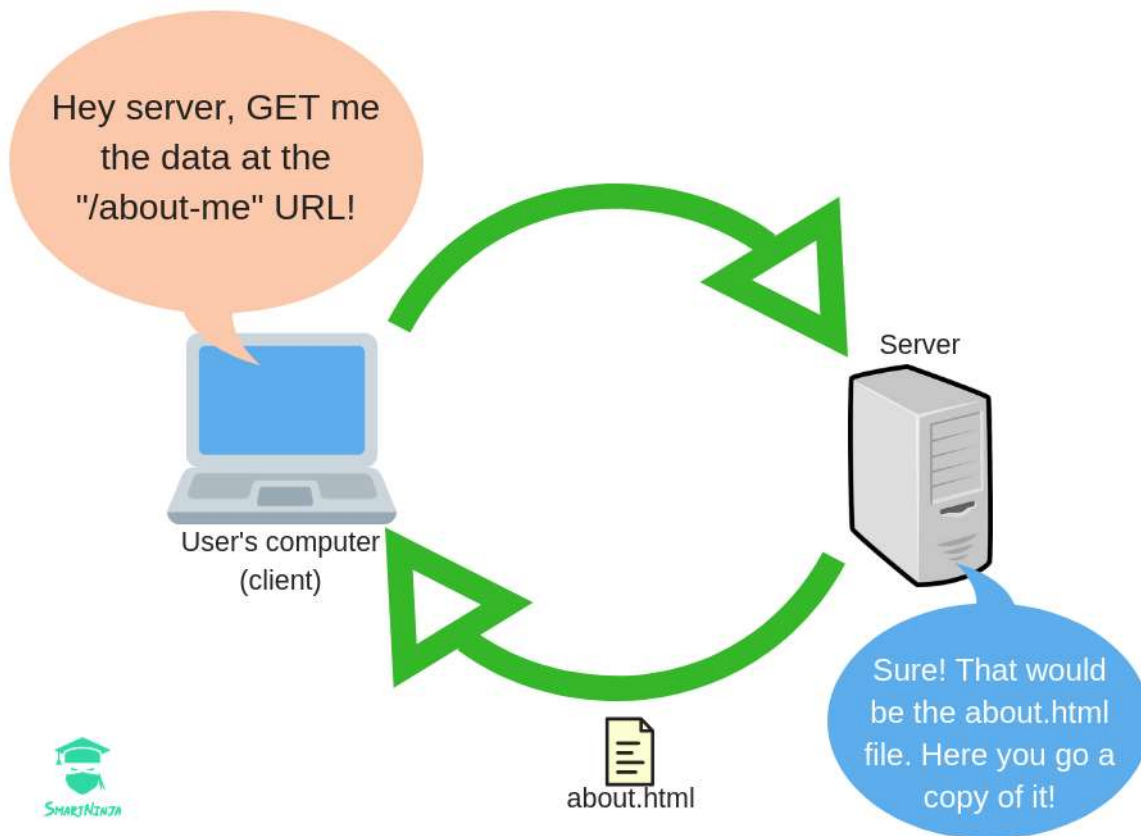 Hey server, GET me
the data at the
"/about-me" URL!
Server
User's computer
(client)
Sure! That would
be the about.html
file. Here you go a
copy of it!
about.html
SMARTNINJA